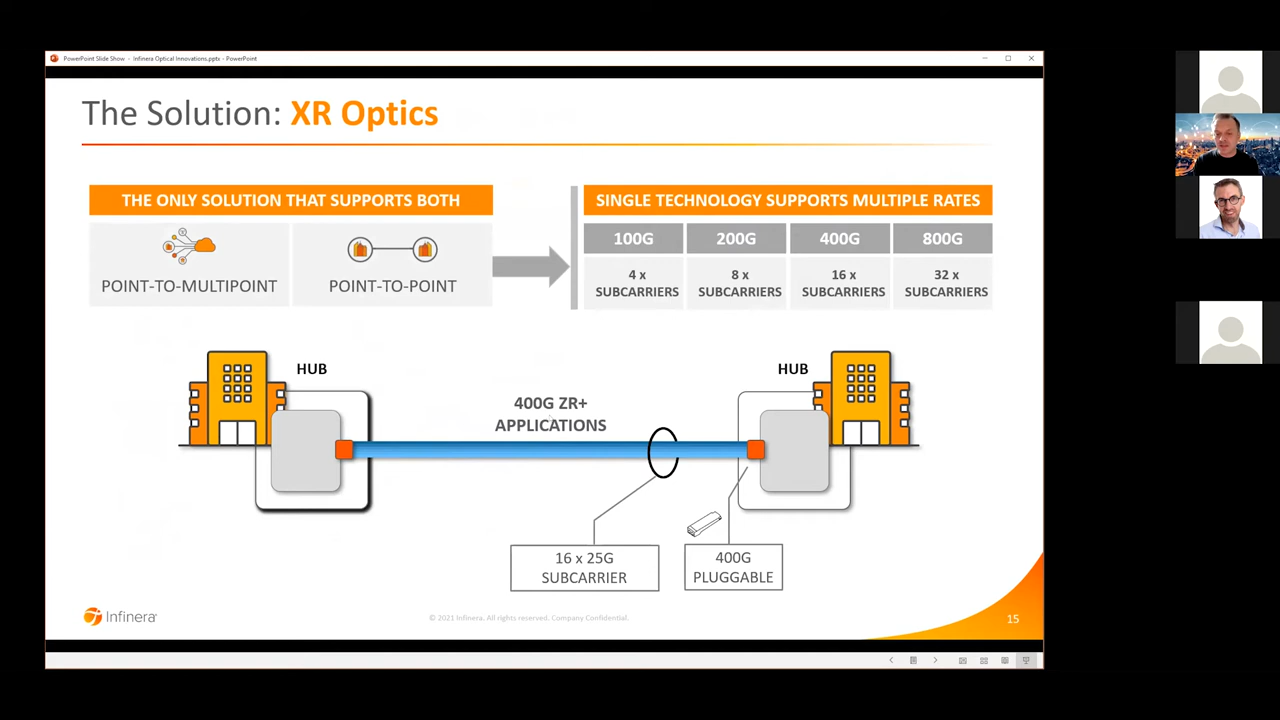 PowerPoint Slide Show - Infinera Optical Innovations.pptx - PowerPoint
The Solution: XR Optics
THE ONLY SOLUTION THAT SUPPORTS BOTH
POINT-TO-MULTIPOINT
POINT-TO-POINT
SINGLE TECHNOLOGY SUPPORTS MULTIPLE RATES
100G
200G
400G
800G
4 x
SUBCARRIERS
8 x
SUBCARRIERS
16 x
SUBCARRIERS
32 x
SUBCARRIERS
HUB
HUB
400G ZR+
APPLICATIONS
16 x 25G
SUBCARRIER
400G
PLUGGABLE
Infinera
© 2021 Infinera. All rights reserved. Company Confidential.
15